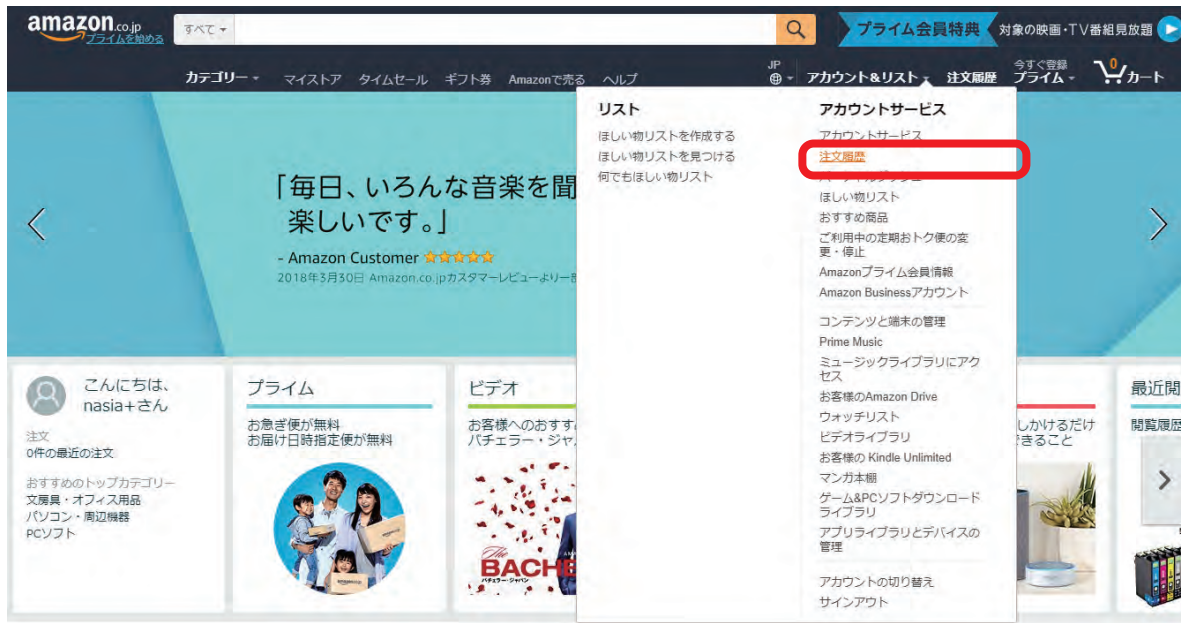 amazon.co.jp
プライムを始める
すべて
プライム会員特典
対象の映画・TV番組見放題
カテゴリー
マイストア タイムセール ギフト券 Amazonで売る ヘルプ
JP
アカウント&リスト
注文履歴
今すぐ登録
プライム
0
カート
リスト
ほしい物リストを作成する
ほしい物リストを見つける
何でもほしい物リスト
アカウントサービス
アカウントサービス
注文履歴
ほしい物リスト
おすすめ商品
ご利用中の定期おトク便の変
更・停止
Amazonプライム会員情報
Amazon Businessアカウント
コンテンツと端末の管理
Prime Music
ミュージックライブラリにアク
セス
お客様のAmazon Drive
ウォッチリスト
ビデオライブラリ
お客様の Kindle Unlimited
マンガ本棚
ゲーム&PCソフトダウンロード
ライブラリ
アプリライブラリとデバイスの
管理
アカウントの切り替え
サインアウト
「毎日、いろんな音楽を聞
楽しいです。」
- Amazon Customer
2018年3月30日 Amazon.co.jpカスタマーレビューより一
こんにちは、
nasia+さん
注文
0件の最近の注文
おすすめのトップカテゴリー
文房具・オフィス用品
パソコン・周辺機器
PCソフト
プライム
お急ぎ便が無料
お届け日時指定便が無料
ビデオ
お客様へのおすす
バチェラー・ジャ
The
BACHE
バチェラー・ジャパン
しかけるだけ
できること
最近閲
閲覧履歴